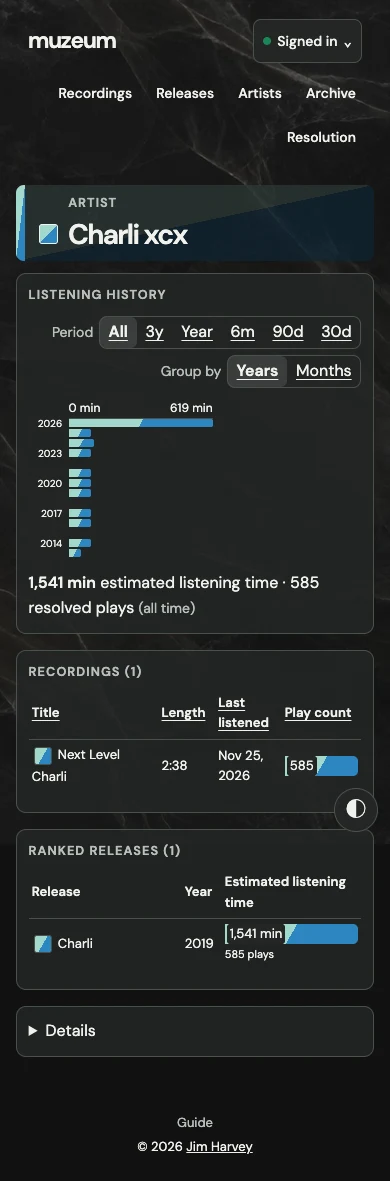 muzeum
Signed in
Recordings Releases Artists Archive
Resolution
ARTIST
Charli xcx
LISTENING HISTORY
Period All 3y Year 6m 90d 30d
Group by Years Months
0 min 619 min
2026
2023
2020
2017
2014
1,541 min estimated listening time · 585
resolved plays (all time)
RECORDINGS (1)
Title Length Last listened Play count
Next Level Charli 2:38 Nov 25, 2026 585
RANKED RELEASES (1)
Release Year Estimated listening time
Charli 2019 1,541 min
585 plays
Details
Guide
© 2026 Jim Harvey